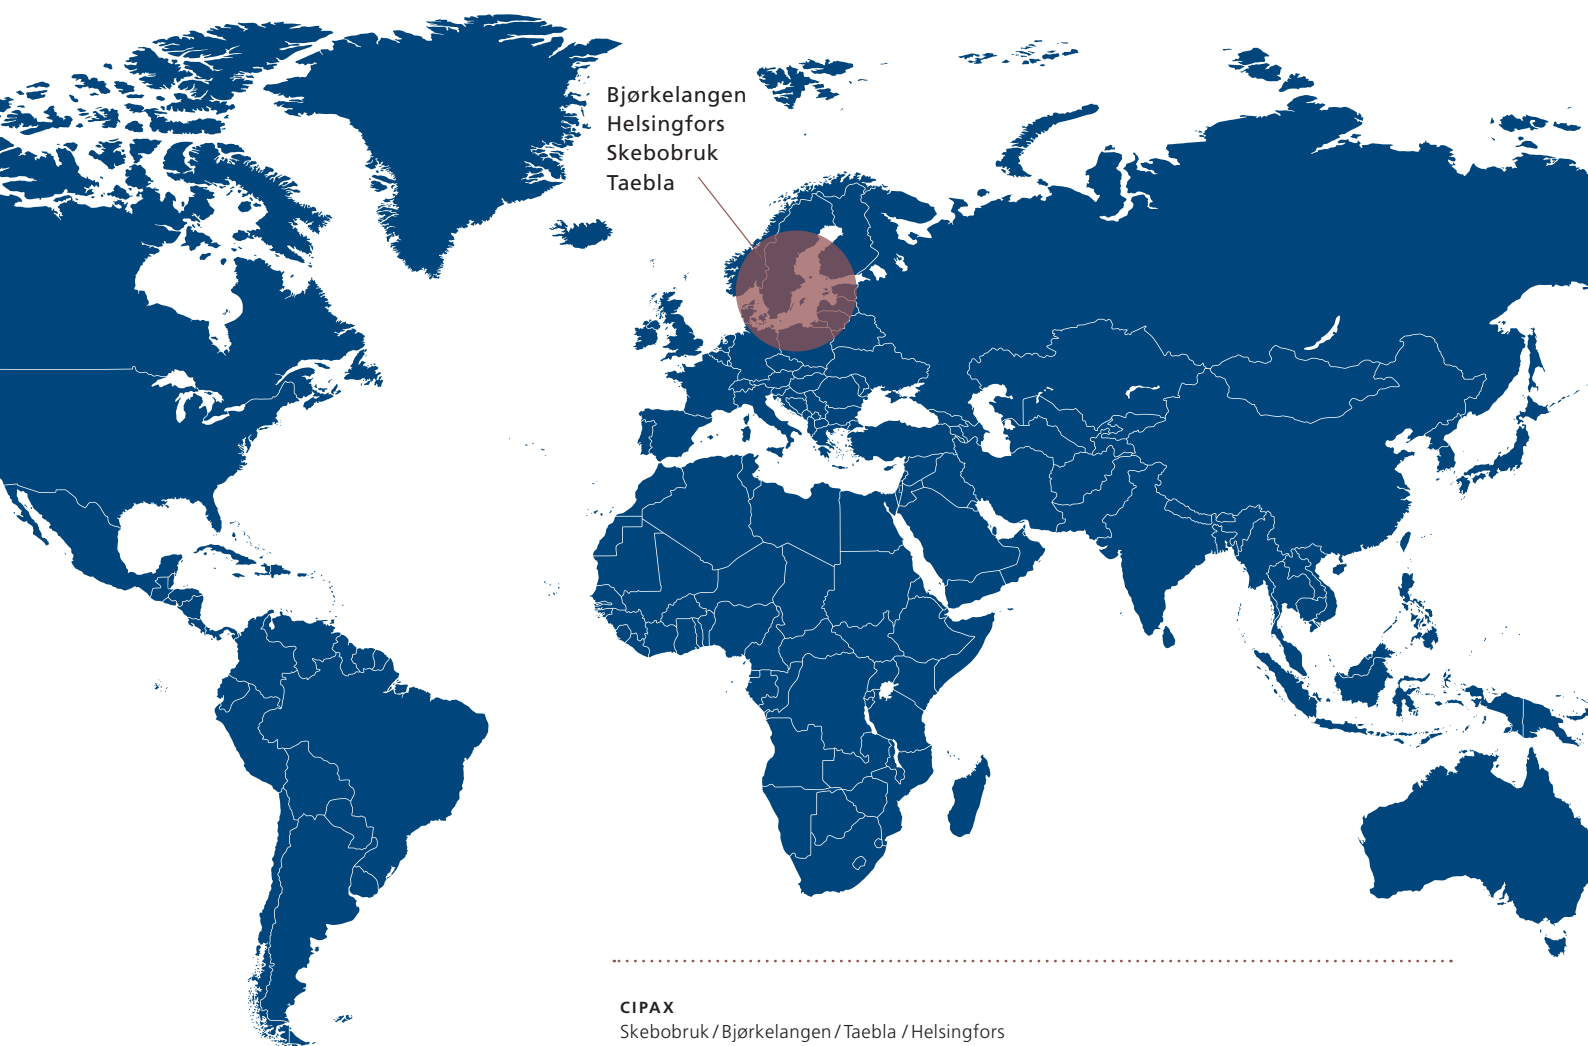 Bjørkelangen
Helsingfors
Skebobruk
Taebla
CIPAX
Skebobruk / Bjørkelangen / Taebla / Helsingfors